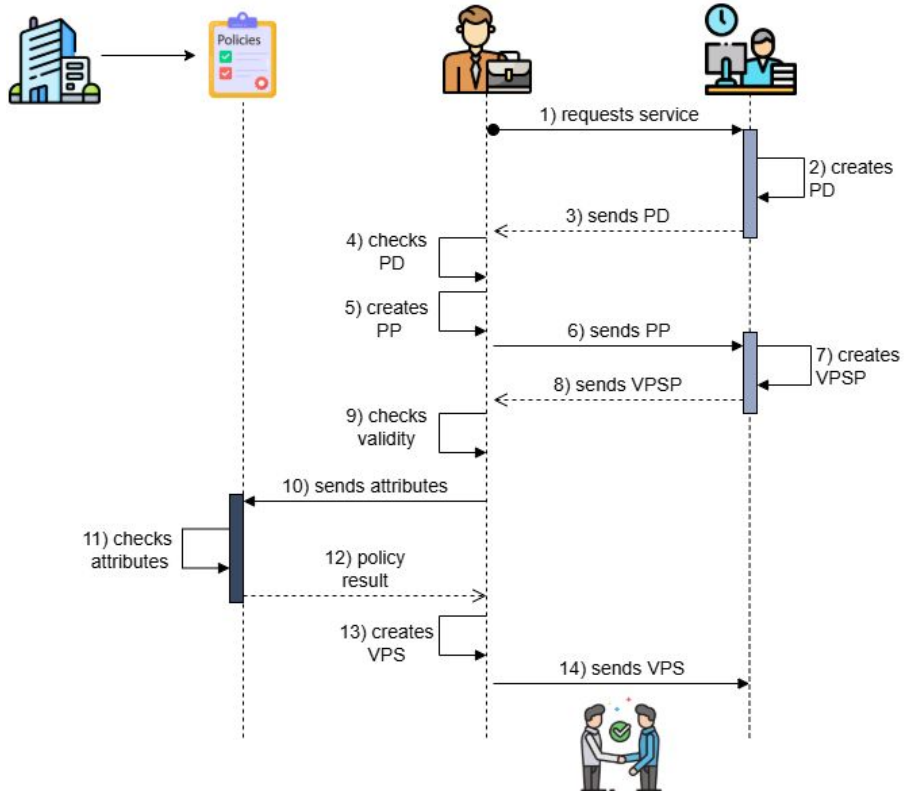 Policies
1) requests service
2) creates
PD
3) sends PD
4) checks
PD
5) creates
PP
6) sends PP
7) creates
VPSP
8) sends VPSP
9) checks
validity
10) sends attributes
11) checks
attributes
12) policy
result
13) creates
VPS
14) sends VPS